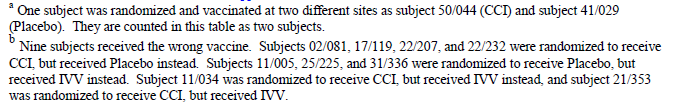 a One subject was randomized and vaccinated at two different sites as subject 50/044 (CCI) and subject 41/029
(Placebo). They are counted in this table as two subjects.
b Nine subjects received the wrong vaccine. Subjects 02/081, 17/119, 22/207, and 22/232 were randomized to receive
CCI, but received Placebo instead. Subjects 11/005, 25/225, and 31/336 were randomized to receive Placebo, but
received IVV instead. Subject 11/034 was randomized to receive CCI, but received IVV instead, and subject 21/353
was randomized to receive CCI, but received IVV.